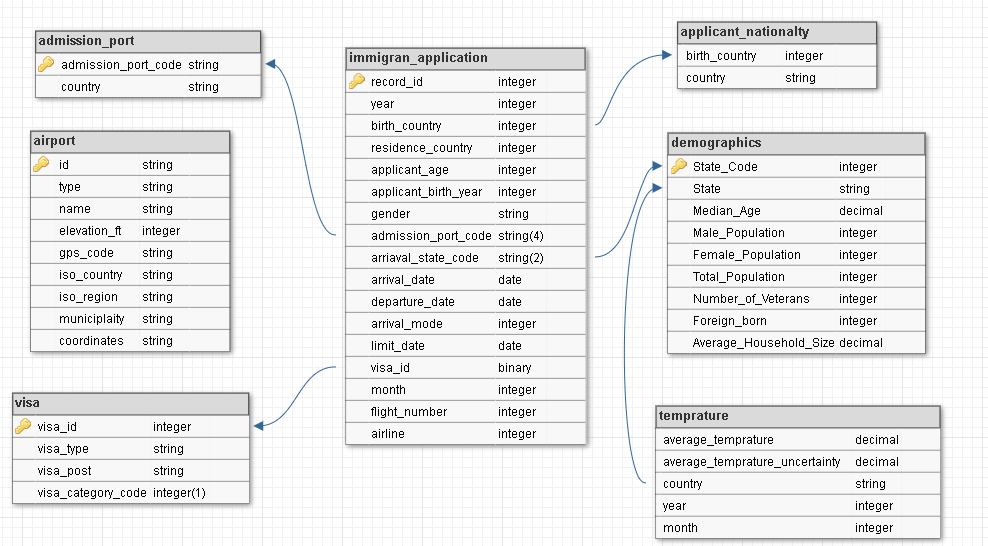 admission_port
admission_port_code string
country string
airport
id string
type string
name string
elevation_ft integer
gps_code string
iso_country string
iso_region string
municiplaity string
coordinates string
visa
visa_id integer
visa_type string
visa_post string
visa_category_code integer(1)
immigran_application
record_id integer
year integer
birth_country integer
residence_country integer
applicant_age integer
applicant_birth_year integer
gender string
admission_port_code string(4)
arriaval_state_code string(2)
arrival_date date
departure_date date
arrival_mode integer
limit_date date
visa_id binary
month integer
flight_number integer
airline integer
applicant_nationalty
birth_country integer
country string
demographics
State_Code integer
State string
Median_Age decimal
Male_Population integer
Female_Population integer
Total_Population integer
Number_of_Veterans integer
Foreign_born integer
Average_Household_Size decimal
temprature
average_temprature decimal
average_temprature_uncertainty decimal
country string
year integer
month integer